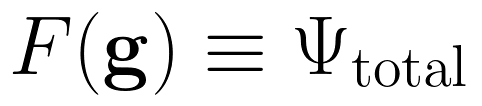 F(𝐠) ≡ Ψ_total